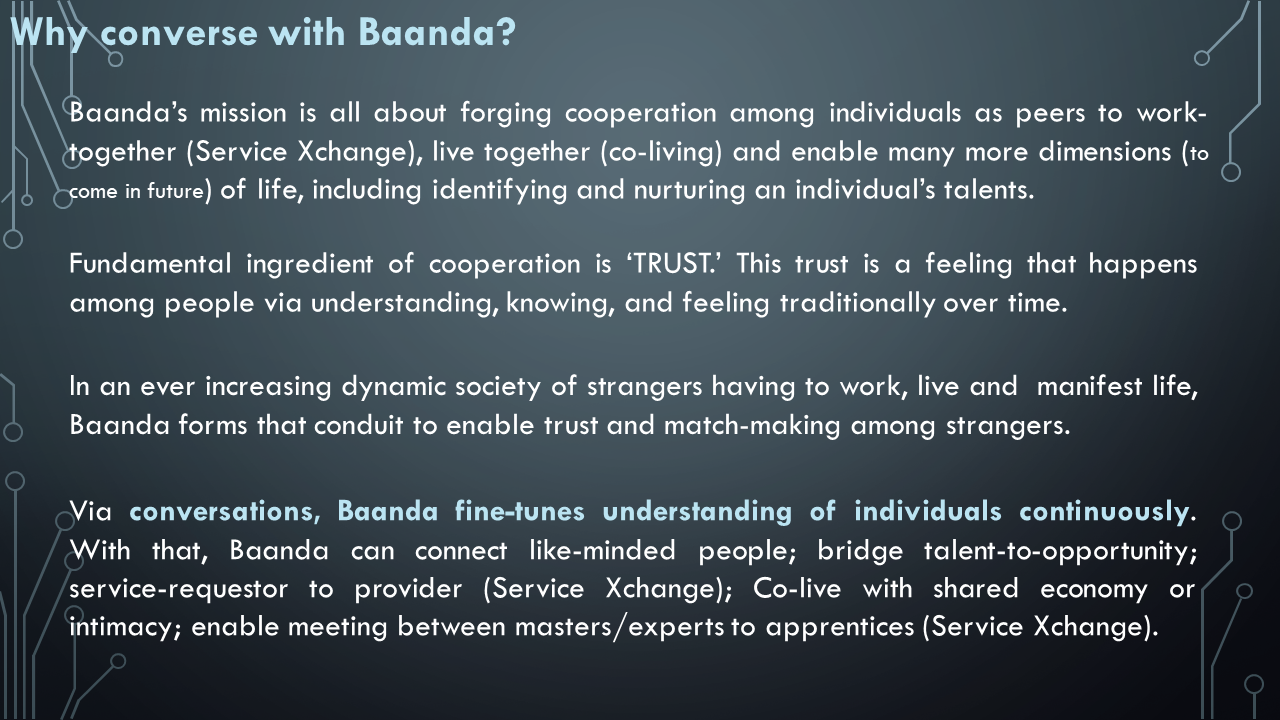 Why converse with Baanda?
Baanda’s mission is all about forging cooperation among individuals as peers to work-
together (Service Xchange), live together (co-living) and enable many more dimensions (to
come in future) of life, including identifying and nurturing an individual’s talents.
Fundamental ingredient of cooperation is ‘TRUST.’ This trust is a feeling that happens
among people via understanding, knowing, and feeling traditionally over time.
In an ever increasing dynamic society of strangers having to work, live and manifest life,
Baanda forms that conduit to enable trust and match-making among strangers.
Via conversations, Baanda fine-tunes understanding of individuals continuously.
With that, Baanda can connect like-minded people; bridge talent-to-opportunity;
service-requestor to provider (Service Xchange); Co-live with shared economy or
intimacy; enable meeting between masters/experts to apprentices (Service Xchange).